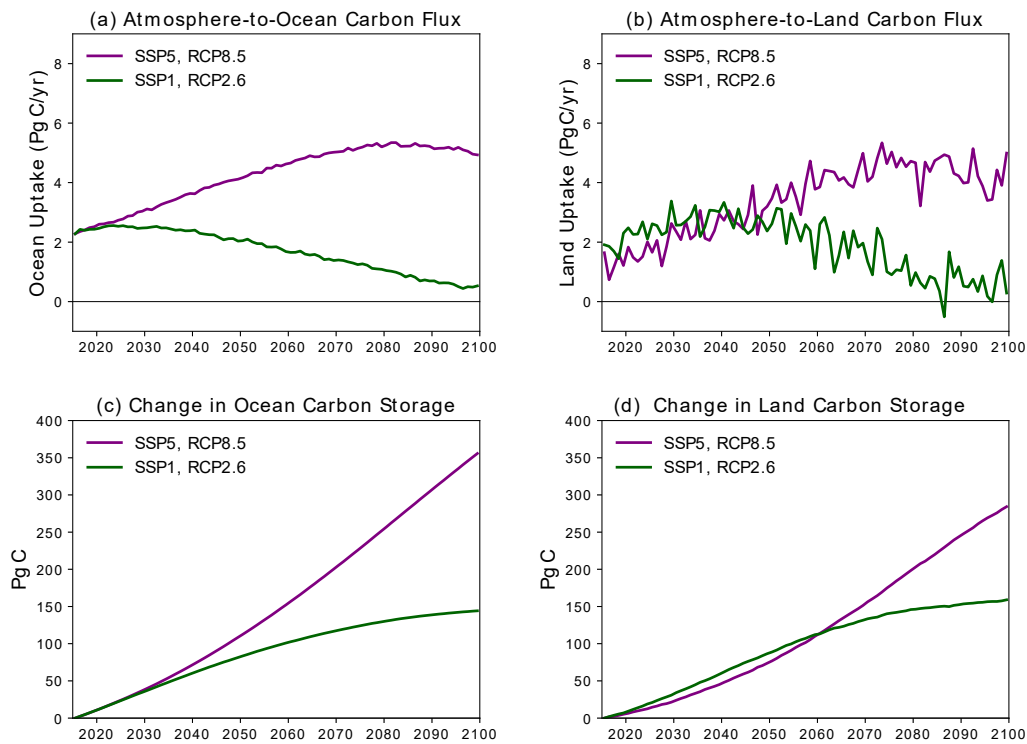 (a) Atmosphere-to-Ocean Carbon Flux
Ocean Uptake (Pg C/yr)
8
6
4
2
0
SSP5, RCP8.5
SSP1, RCP2.6
2020 2030 2040 2050 2060 2070 2080 2090 2100
(b) Atmosphere-to-Land Carbon Flux
Land Uptake (PgC/yr)
8
6
4
2
0
SSP5, RCP8.5
SSP1, RCP2.6
2020 2030 2040 2050 2060 2070 2080 2090 2100
(c) Change in Ocean Carbon Storage
Pg C
400
350
300
250
200
150
100
50
0
SSP5, RCP8.5
SSP1, RCP2.6
2020 2030 2040 2050 2060 2070 2080 2090 2100
(d) Change in Land Carbon Storage
Pg C
400
350
300
250
200
150
100
50
0
SSP5, RCP8.5
SSP1, RCP2.6
2020 2030 2040 2050 2060 2070 2080 2090 2100